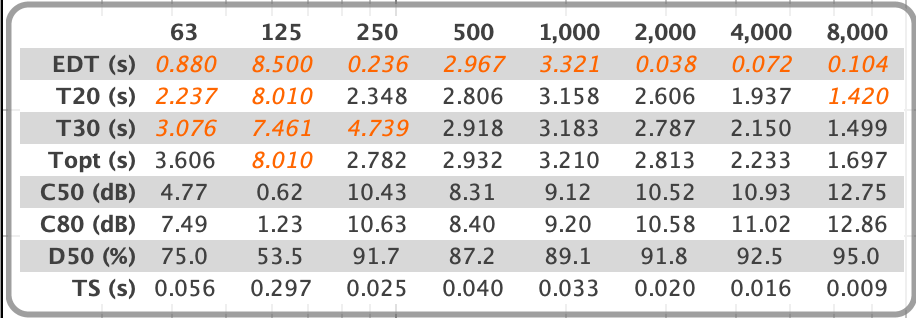 63 125 250 500 1,000 2,000 4,000 8,000
EDT (s) 0.880 8.500 0.236 2.967 3.321 0.038 0.072 0.104
T20 (s) 2.237 8.010 2.348 2.806 3.158 2.606 1.937 1.420
T30 (s) 3.076 7.461 4.739 2.918 3.183 2.787 2.150 1.499
Topt (s) 3.606 8.010 2.782 2.932 3.210 2.813 2.233 1.697
C50 (dB) 4.77 0.62 10.43 8.31 9.12 10.52 10.93 12.75
C80 (dB) 7.49 1.23 10.63 8.40 9.20 10.58 11.02 12.86
D50 (%) 75.0 53.5 91.7 87.2 89.1 91.8 92.5 95.0
TS (s) 0.056 0.297 0.025 0.040 0.033 0.020 0.016 0.009